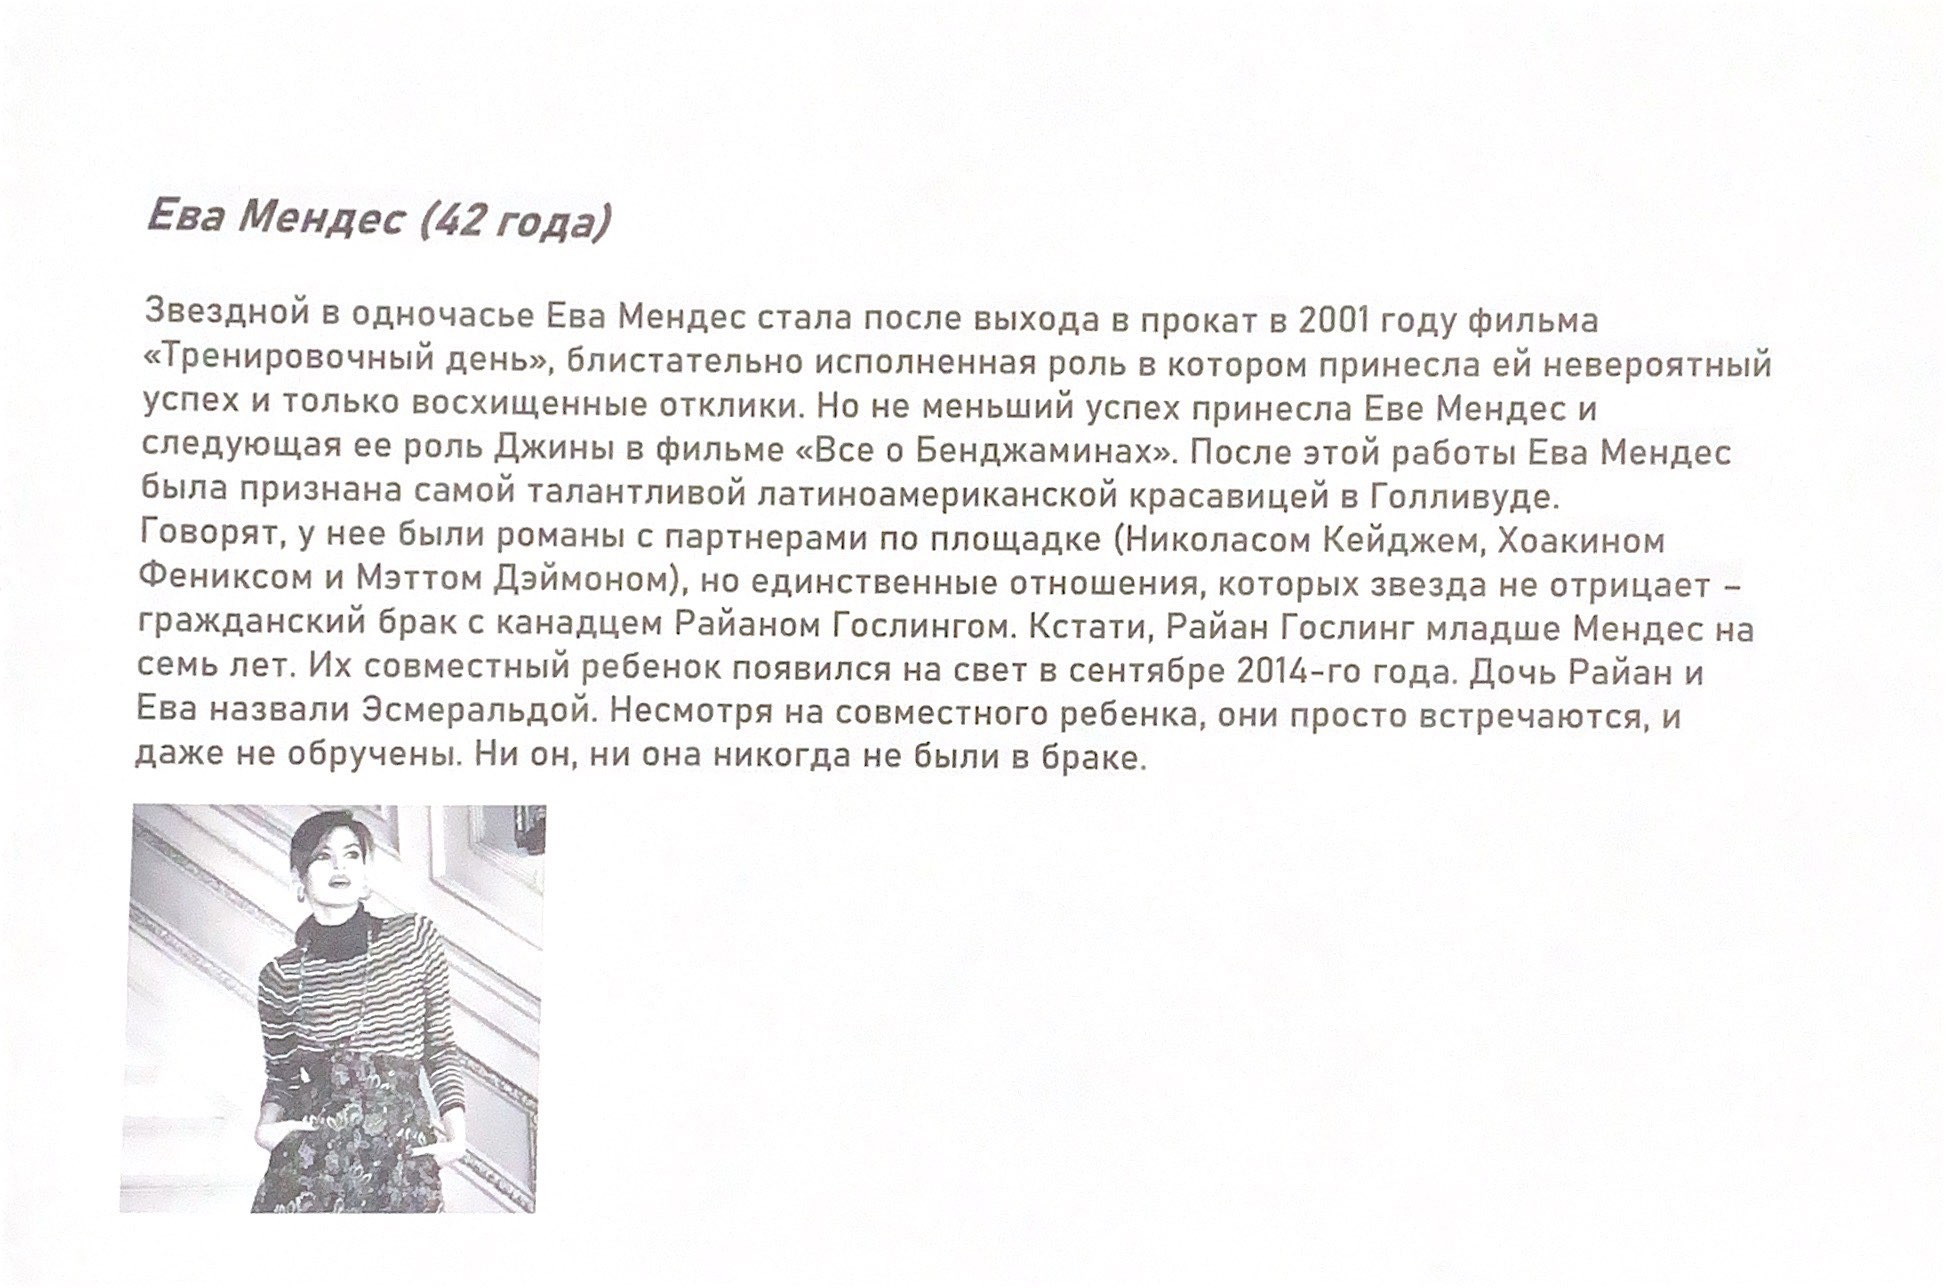 Ева Мендес (42 года)
Звездной в одночасье Ева Мендес стала после выхода в прокат в 2001 году фильма
«Тренировочный день», блистательно исполненная роль в котором принесла ей невероятный
успех и только восхищенные отклики. Но не меньший успех принесла Еве Мендес и
следующая ее роль Джины в фильме «Все о Бенджаминах». После этой работы Ева Мендес
была признана самой талантливой латиноамериканской красавицей в Голливуде.
Говорят, у нее были романы с партнерами по площадке (Николасом Кейджем, Хоакином
Фениксом и Мэттом Дэймоном), но единственные отношения, которых звезда не отрицает –
гражданский брак с канадцем Райаном Гослингом. Кстати, Райан Гослинг младше Мендес на
семь лет. Их совместный ребенок появился на свет в сентябре 2014-го года. Дочь Райан и
Ева назвали Эсмеральдой. Несмотря на совместного ребенка, они просто встречаются, и
даже не обручены. Ни он, ни она никогда не были в браке.